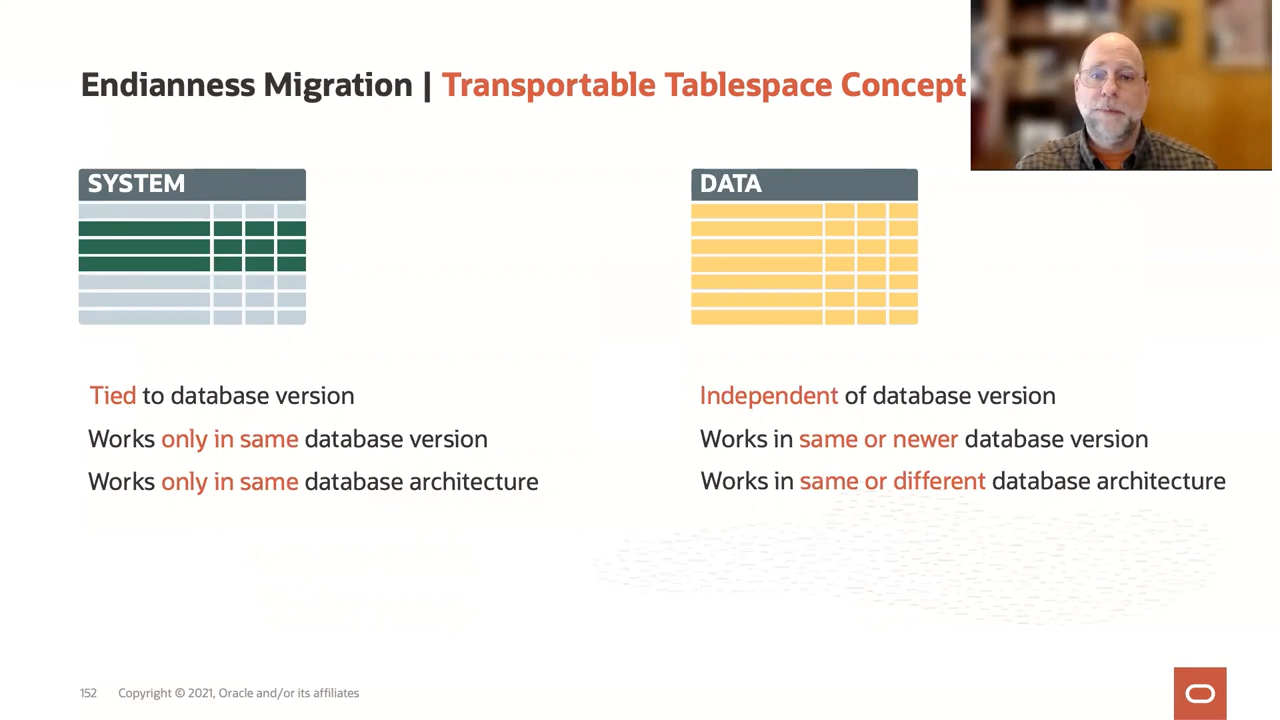 Endianness Migration | Transportable Tablespace Concept
SYSTEM
Tied to database version
Works only in same database version
Works only in same database architecture
DATA
Independent of database version
Works in same or newer database version
Works in same or different database architecture
152 Copyright © 2021, Oracle and/or its affiliates